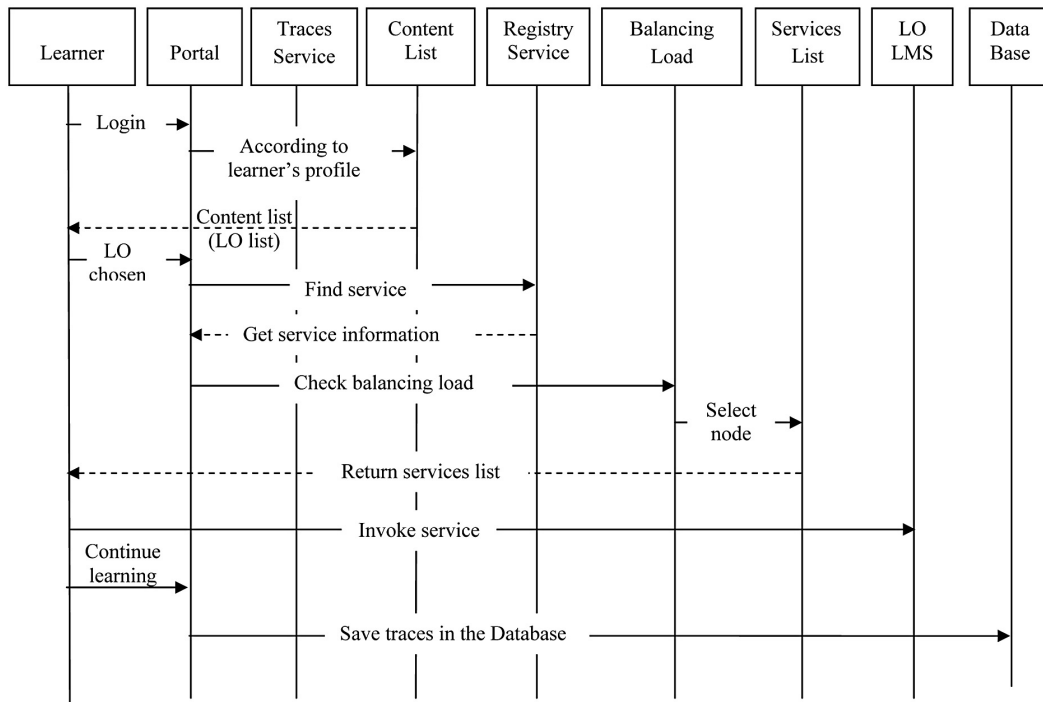 Learner
Portal
Traces
Service
Content
List
Registry
Service
Balancing
Load
Services
List
LO
LMS
Data
Base
Login
According to
learner’s profile
Content list
(LO list)
LO
chosen
Find service
Get service information
Check balancing load
Select
node
Return services list
Invoke service
Continue
learning
Save traces in the Database